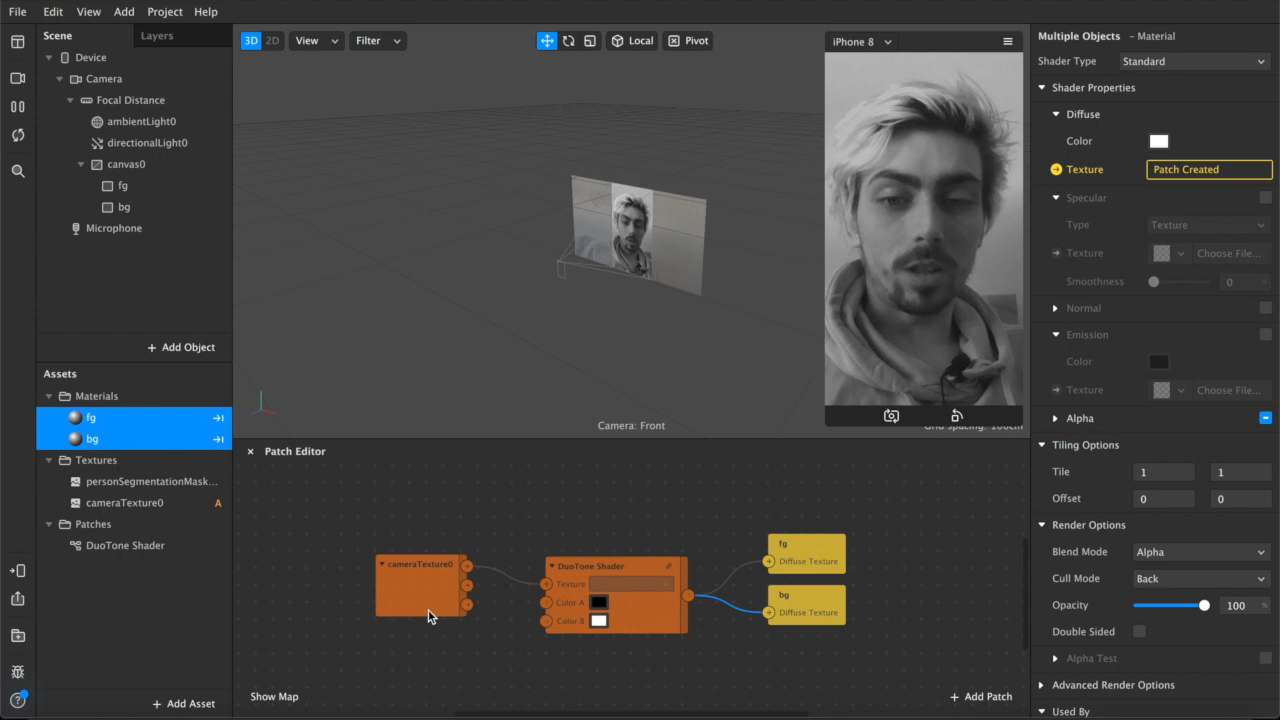 File Edit View Add Project Help
Scene Layers
Device
Camera
Focal Distance
ambientLight0
directionalLight0
canvas0
fg
bg
Microphone
+ Add Object
Assets
Materials
fg
bg
Textures
personSegmentationMask...
cameraTexture0 A
Patches
DuoTone Shader
+ Add Asset
3D 2D View Filter Local Pivot
iPhone 8
Camera: Front
Grid spacing: 100cm
× Patch Editor
cameraTexture0
DuoTone Shader
Texture
Color A
Color B
fg
Diffuse Texture
bg
Diffuse Texture
Show Map
+ Add Patch
Multiple Objects - Material
Shader Type Standard
Shader Properties
Diffuse
Color
Texture Patch Created
Specular
Type Texture
Texture Choose File...
Smoothness 0 %
Normal
Emission
Color
Texture Choose File...
Alpha
Tiling Options
Tile 1 1
Offset 0 0
Render Options
Blend Mode Alpha
Cull Mode Back
Opacity 100 %
Double Sided
Alpha Test
Advanced Render Options
Used By